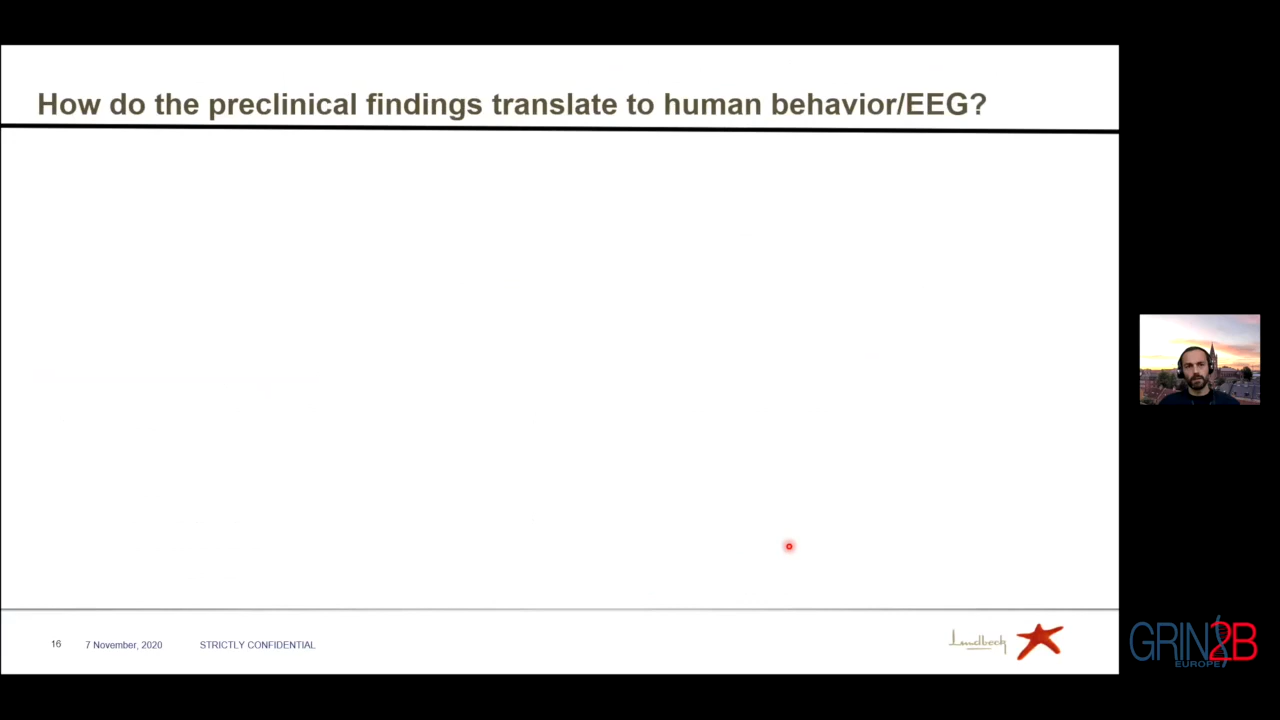 How do the preclinical findings translate to human behavior/EEG?
16 7 November, 2020 STRICTLY CONFIDENTIAL
Lundbeck
GRIN2B
EUROPE